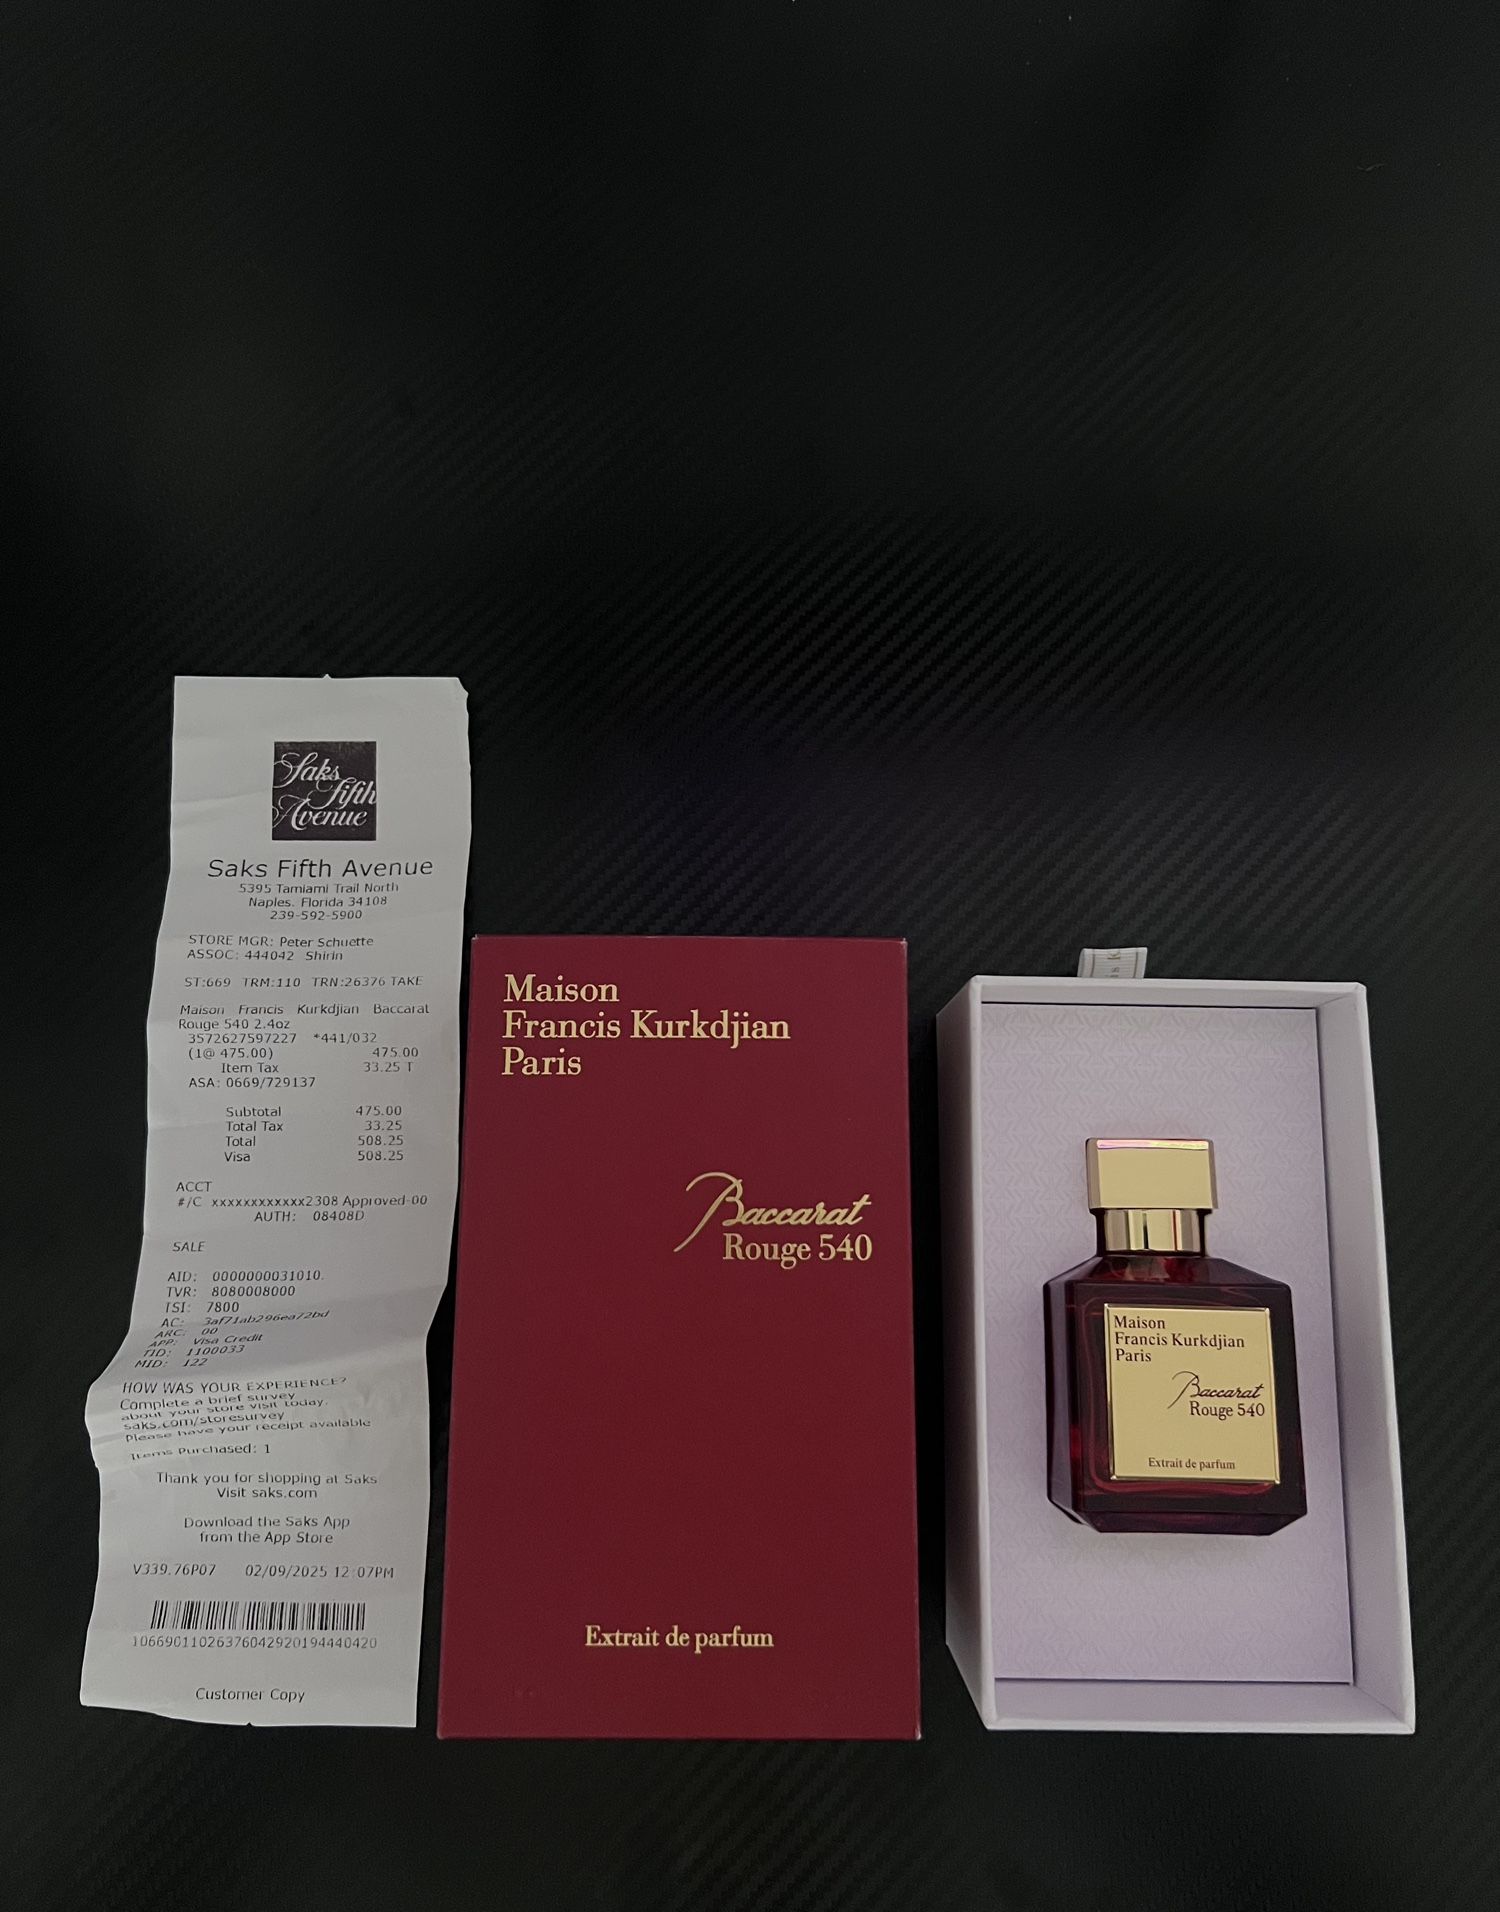 Saks
Fifth
Avenue
Saks Fifth Avenue
5395 Tamiami Trail North
Naples. Florida 34108
239-592-5900
STORE MGR: Peter Schuette
ASSOC: 444042 Shirin
ST:669 TRM:110 TRN:26376 TAKE
Maison Francis Kurkdjian Baccarat
Rouge 540 2.4oz
3572627597227 *441/032
(1@ 475.00) 475.00
Item Tax 33.25 T
ASA: 0669/729137
Subtotal 475.00
Total Tax 33.25
Total 508.25
Visa 508.25
ACCT
#/C xxxxxxxxxxxx2308 Approved-00
AUTH: 08408D
SALE
AID: 0000000031010.
TVR: 8080008000
TSI: 7800
AC: 3af71ab296ea72bd
ARC: 00
APP: Visa Credit
TID: 1100033
MID: 122
HOW WAS YOUR EXPERIENCE?
Complete a brief survey
about your store visit today.
saks.com/storesurvey
Please have your receipt available
Items Purchased: 1
Thank you for shopping at Saks
Visit saks.com
Download the Saks App
from the App Store
V339.76P07 02/09/2025 12:07PM
10669011026376042920194440420
Customer Copy
Maison
Francis Kurkdjian
Paris
Baccarat
Rouge 540
Extrait de parfum
Maison
Francis Kurkdjian
Paris
Baccarat
Rouge 540
Extrait de parfum